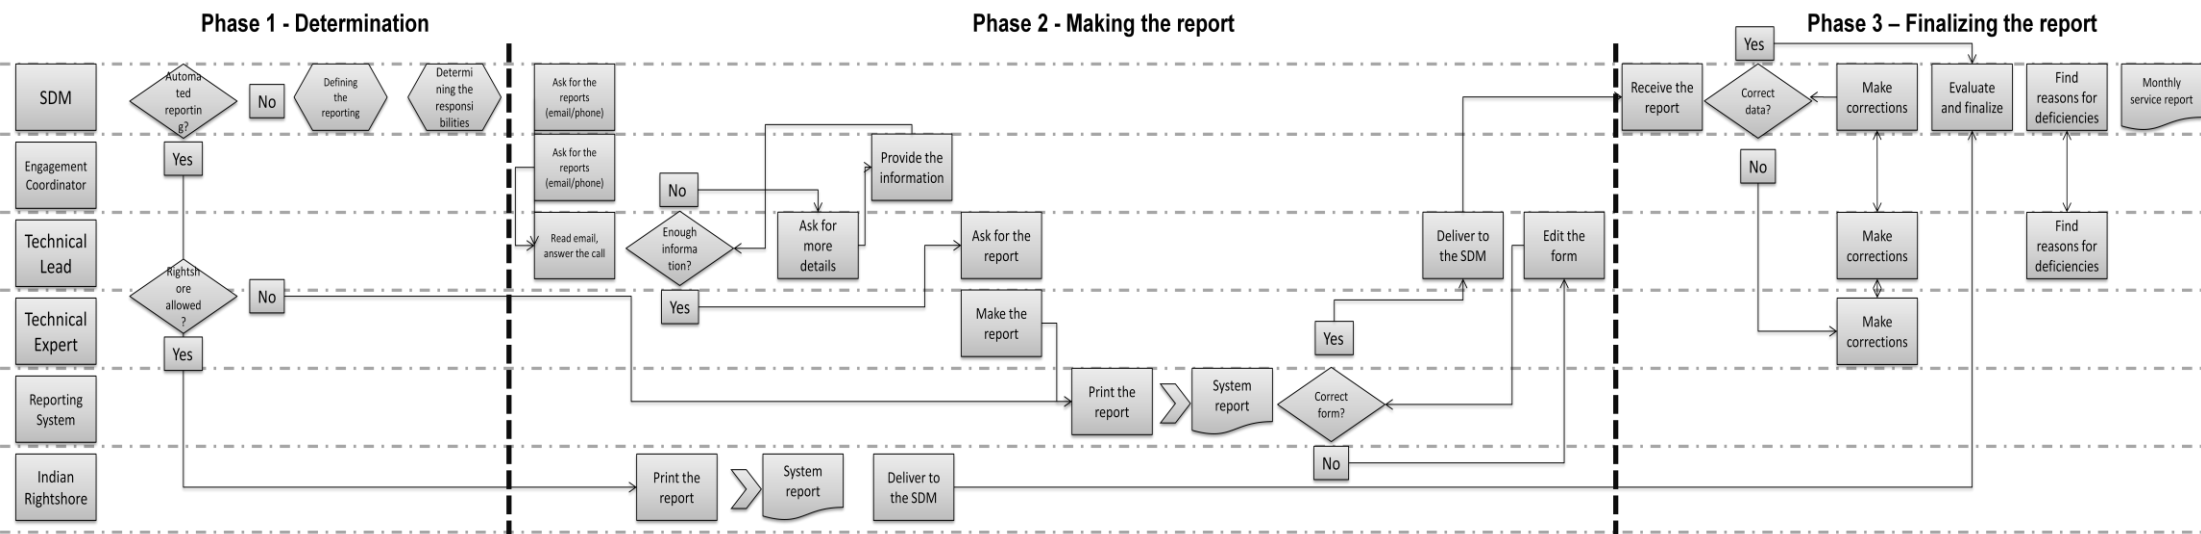 Phase 1 - Determination
Phase 2 - Making the report
Phase 3 – Finalizing the report
SDM
Automa
ted
reportin
g?
No
Defining
the
reporting
Determi
ning the
responsi
bilities
Ask for the
reports
(email/phone)
Receive the
report
Yes
Correct
data?
Make
corrections
Evaluate
and finalize
Find
reasons for
deficiencies
Monthly
service report
Engagement
Coordinator
Yes
Ask for the
reports
(email/phone)
No
Provide the
information
No
Technical
Lead
Rightsh
ore
allowed
?
No
Read email,
answer the call
Enough
informa
tion?
Yes
Ask for
more
details
Ask for the
report
Deliver to
the SDM
Edit the
form
Make
corrections
Find
reasons for
deficiencies
Technical
Expert
Yes
Make the
report
Yes
Make
corrections
Reporting
System
Print the
report
System
report
Correct
form?
No
Indian
Rightshore
Print the
report
System
report
Deliver to
the SDM